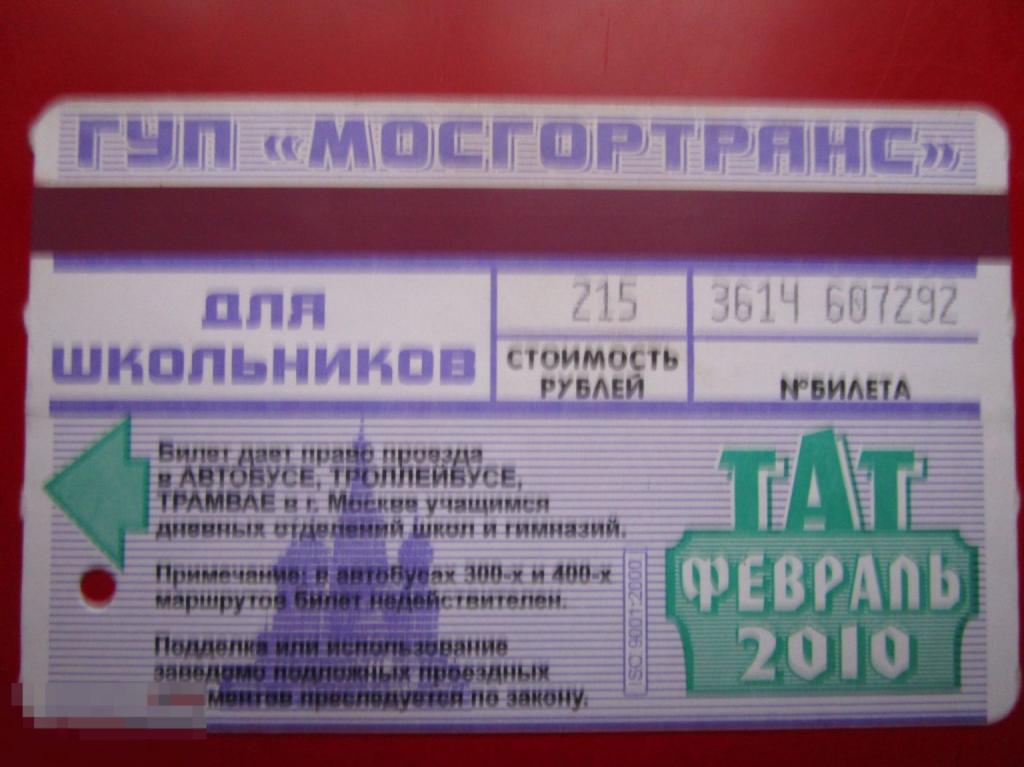 ГУП «МОСГОРТРАНС»
ДЛЯ
ШКОЛЬНИКОВ
215
СТОИМОСТЬ
РУБЛЕЙ
3614 607292
№БИЛЕТА
Билет дает право проезда
в АВТОБУСЕ, ТРОЛЛЕЙБУСЕ,
ТРАМВАЕ в г. Москве учащимся
дневных отделений школ и гимназий.
Примечание: в автобусах 300-х и 400-х
маршрутов билет недействителен.
Подделка или использование
заведомо подложных проездных
ментов преследуется по закону.
ISO 9001:2000
ТАТ
ФЕВРАЛЬ
2010